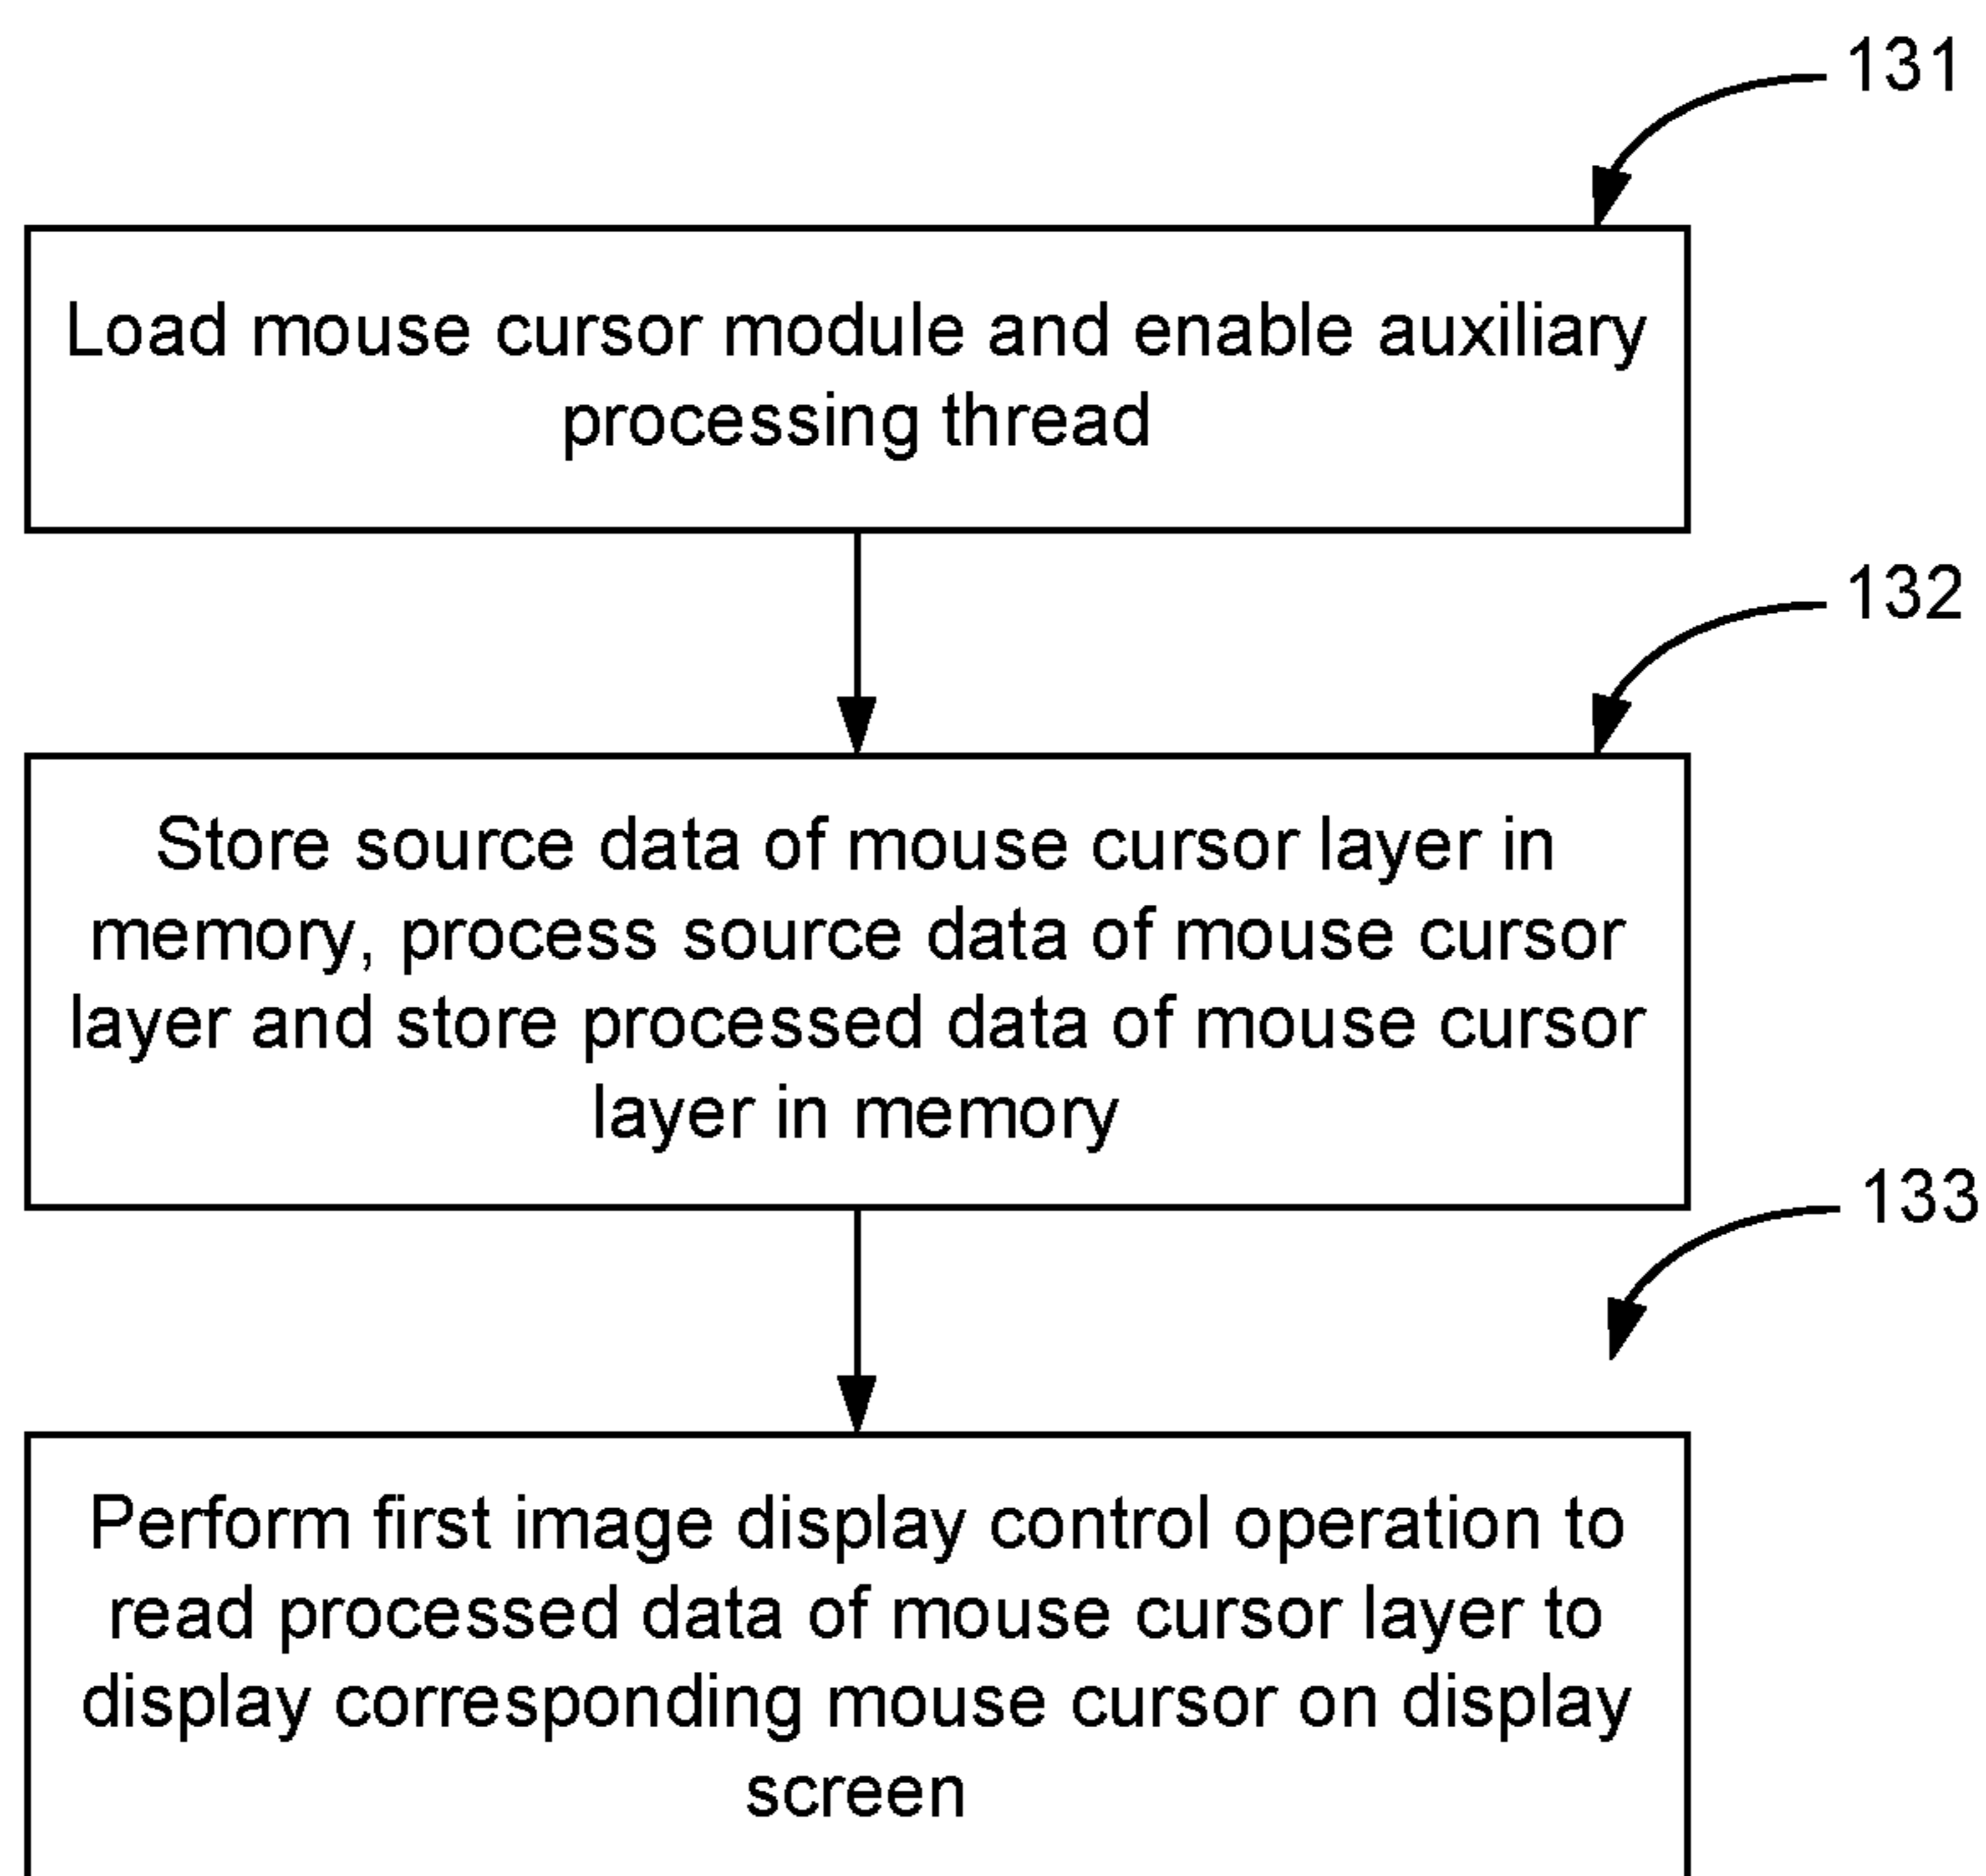 131
Load mouse cursor module and enable auxiliary
processing thread
132
Store source data of mouse cursor layer in
memory, process source data of mouse cursor
layer and store processed data of mouse cursor
layer in memory
133
Perform first image display control operation to
read processed data of mouse cursor layer to
display corresponding mouse cursor on display
screen